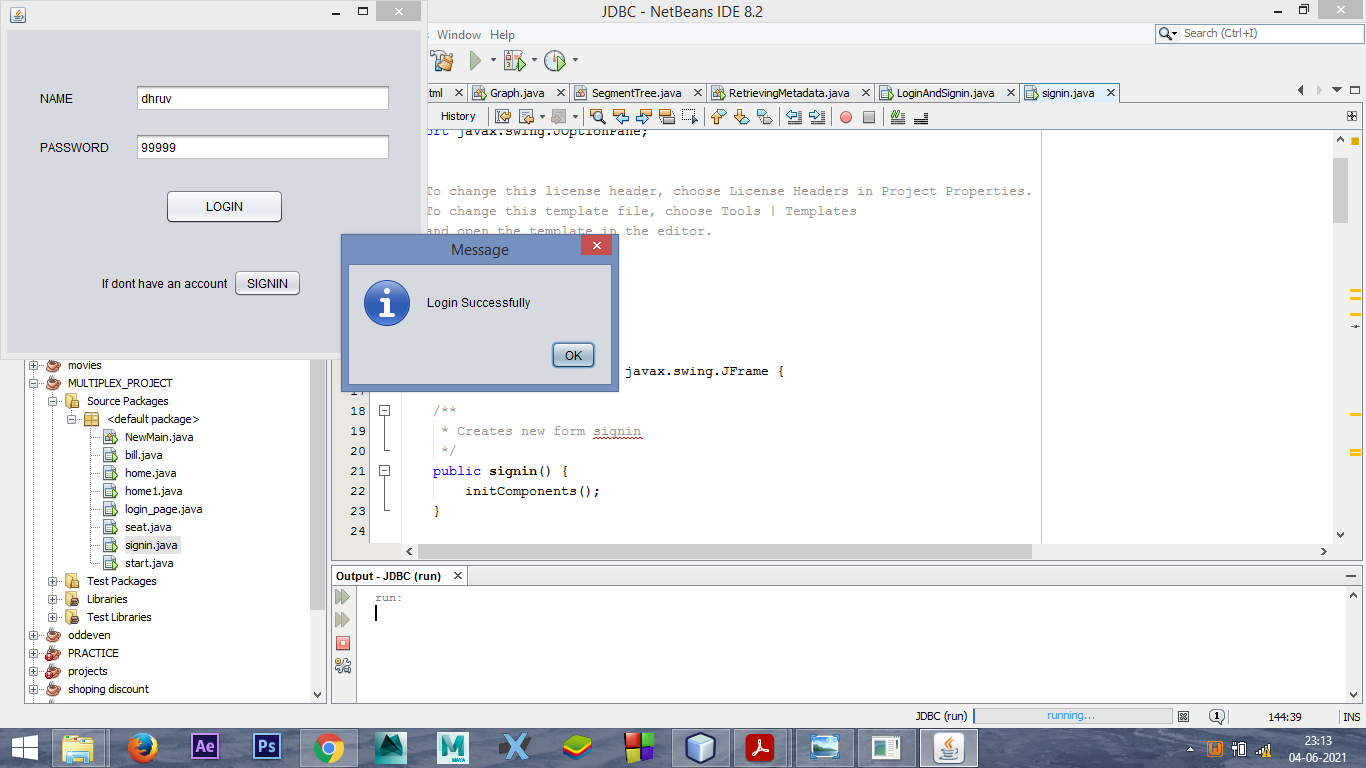 JDBC - NetBeans IDE 8.2
Window Help
Search (Ctrl+I)
NAME dhruv
PASSWORD 99999
LOGIN
If dont have an account SIGNIN
tml Graph.java SegmentTree.java RetrievingMetadata.java LoginAndSignin.java signin.java
History
ort javax.swing.JOptionPane;
To change this license header, choose License Headers in Project Properties.
To change this template file, choose Tools | Templates
and open the template in the editor.
Message
Login Successfully
OK
javax.swing.JFrame {
17
18 /**
19 * Creates new form signin
20 */
21 public signin() {
22 initComponents();
23 }
24
movies
MULTIPLEX_PROJECT
Source Packages
<default package>
NewMain.java
bill.java
home.java
home1.java
login_page.java
seat.java
signin.java
start.java
Test Packages
Libraries
Test Libraries
oddeven
PRACTICE
projects
shoping discount
Output - JDBC (run)
run:
JDBC (run) running... 1 144:39 INS
Ae Ps MAYA
23:13
04-06-2021